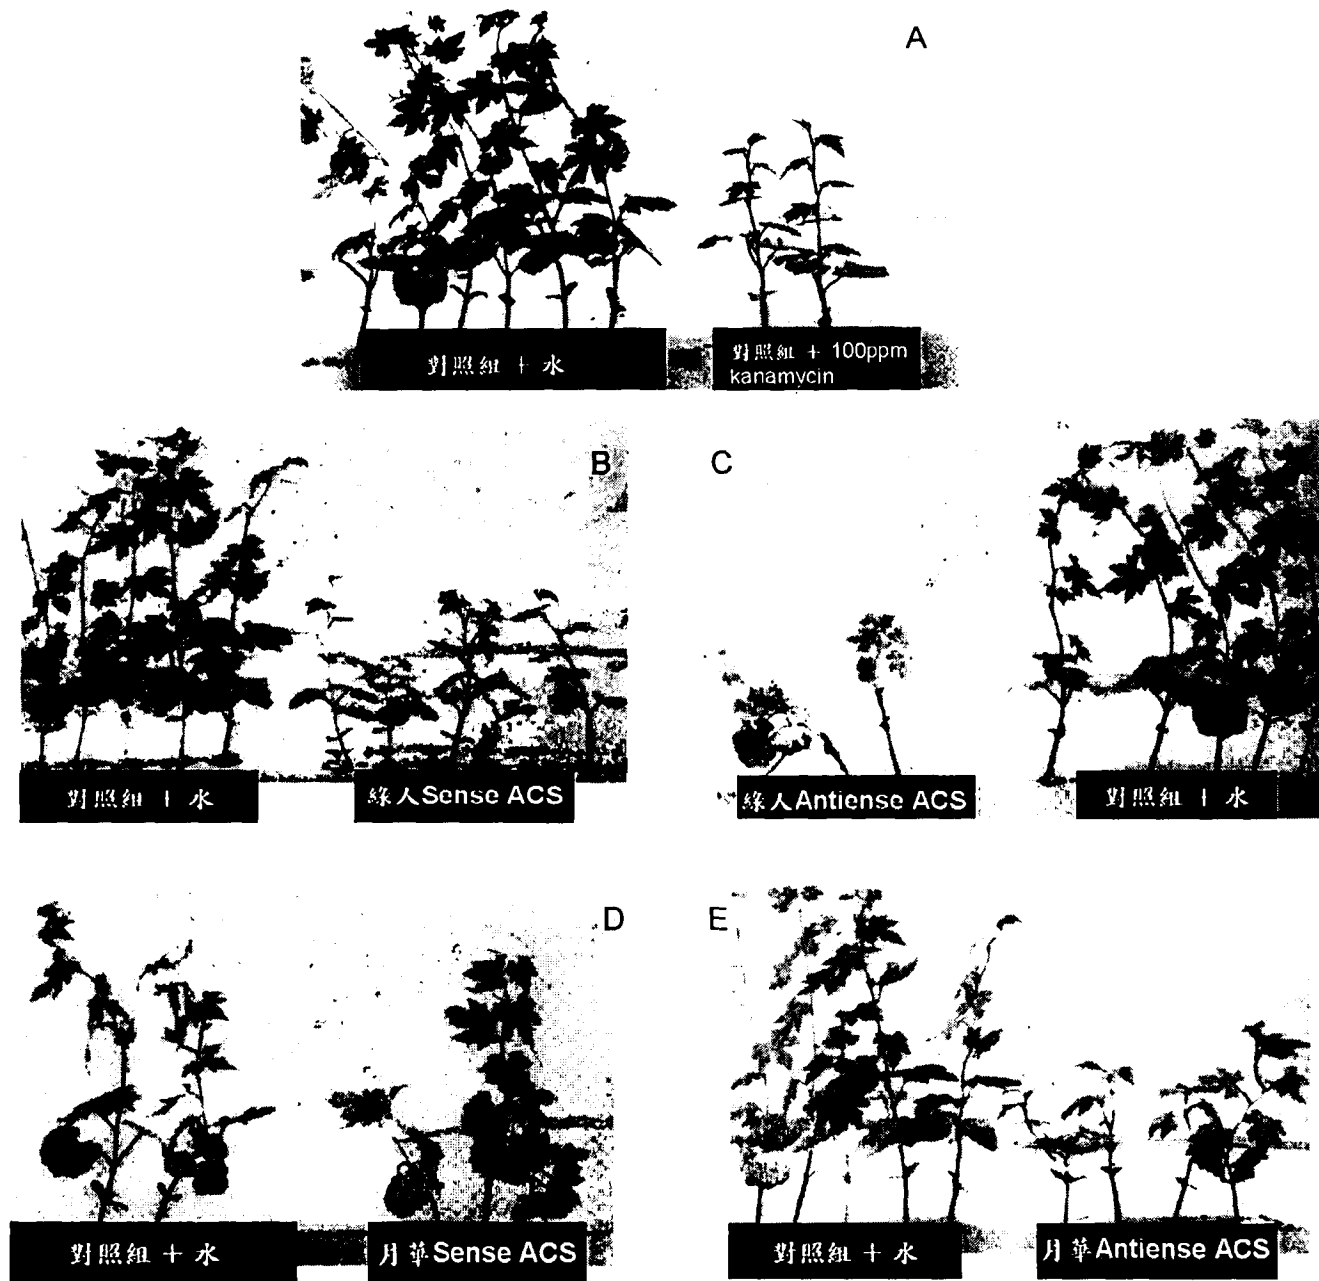 A
對照組 + 水
對照組 + 100ppm
kanamycin
B
C
對照組 + 水
綠人Sense ACS
綠人Antiense ACS
對照組 + 水
D
E
對照組 + 水
月華Sense ACS
對照組 + 水
月華Antiense ACS